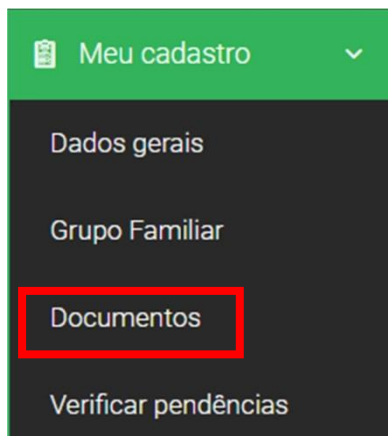 Meu cadastro
Dados gerais
Grupo Familiar
Documentos
Verificar pendências